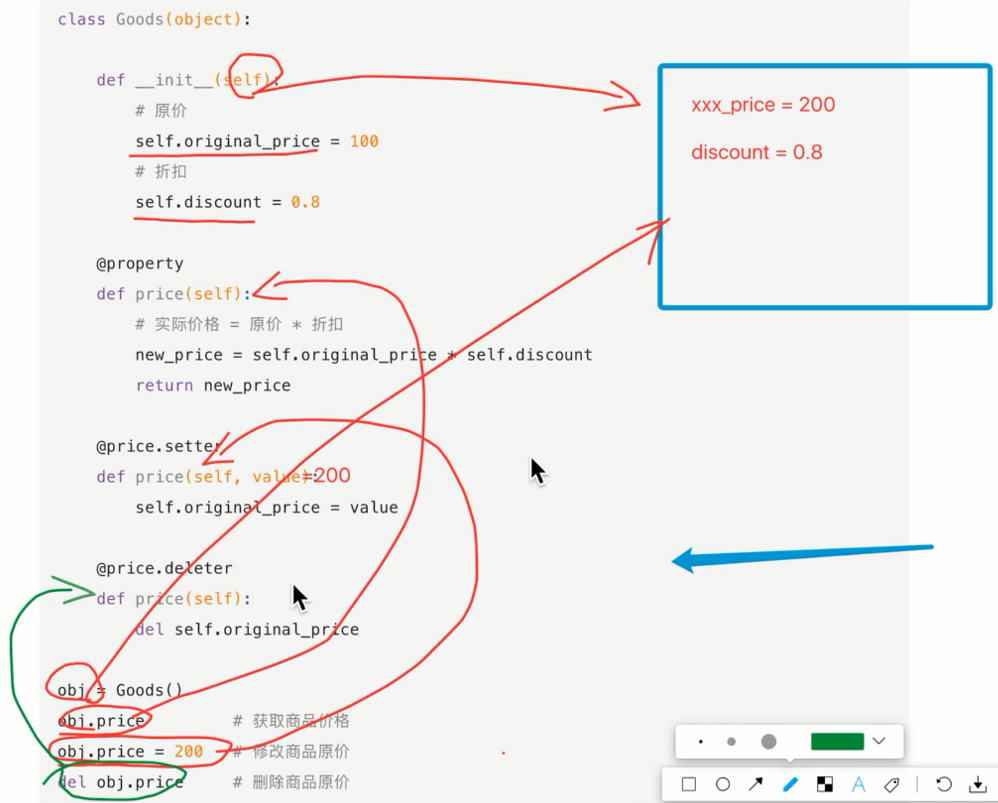 class Goods(object):
def __init__(self):
# 原价
self.original_price = 100
# 折扣
self.discount = 0.8
@property
def price(self):
# 实际价格 = 原价 * 折扣
new_price = self.original_price * self.discount
return new_price
@price.setter
def price(self, value):
=200
self.original_price = value
@price.deleter
def price(self):
del self.original_price
obj = Goods()
obj.price # 获取商品价格
obj.price = 200 # 修改商品原价
del obj.price # 删除商品原价
xxx_price = 200
discount = 0.8
A